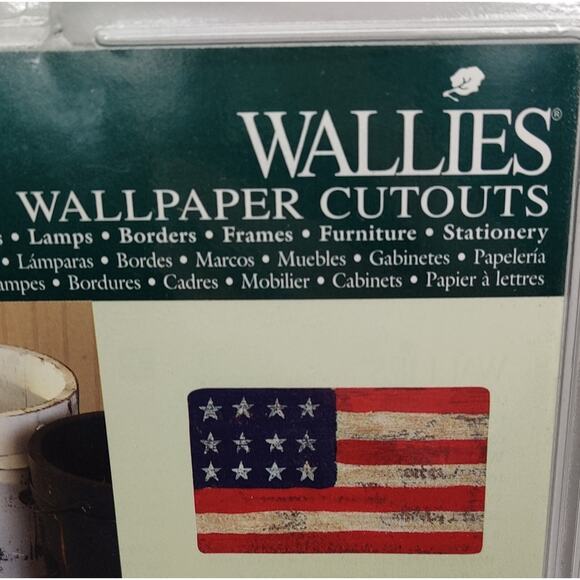 WALLIES®
WALLPAPER CUTOUTS
• Lamps • Borders • Frames • Furniture • Stationery
• Lámparas • Bordes • Marcos • Muebles • Gabinetes • Papelería
• Bordures • Cadres • Mobilier • Cabinets • Papier à lettres